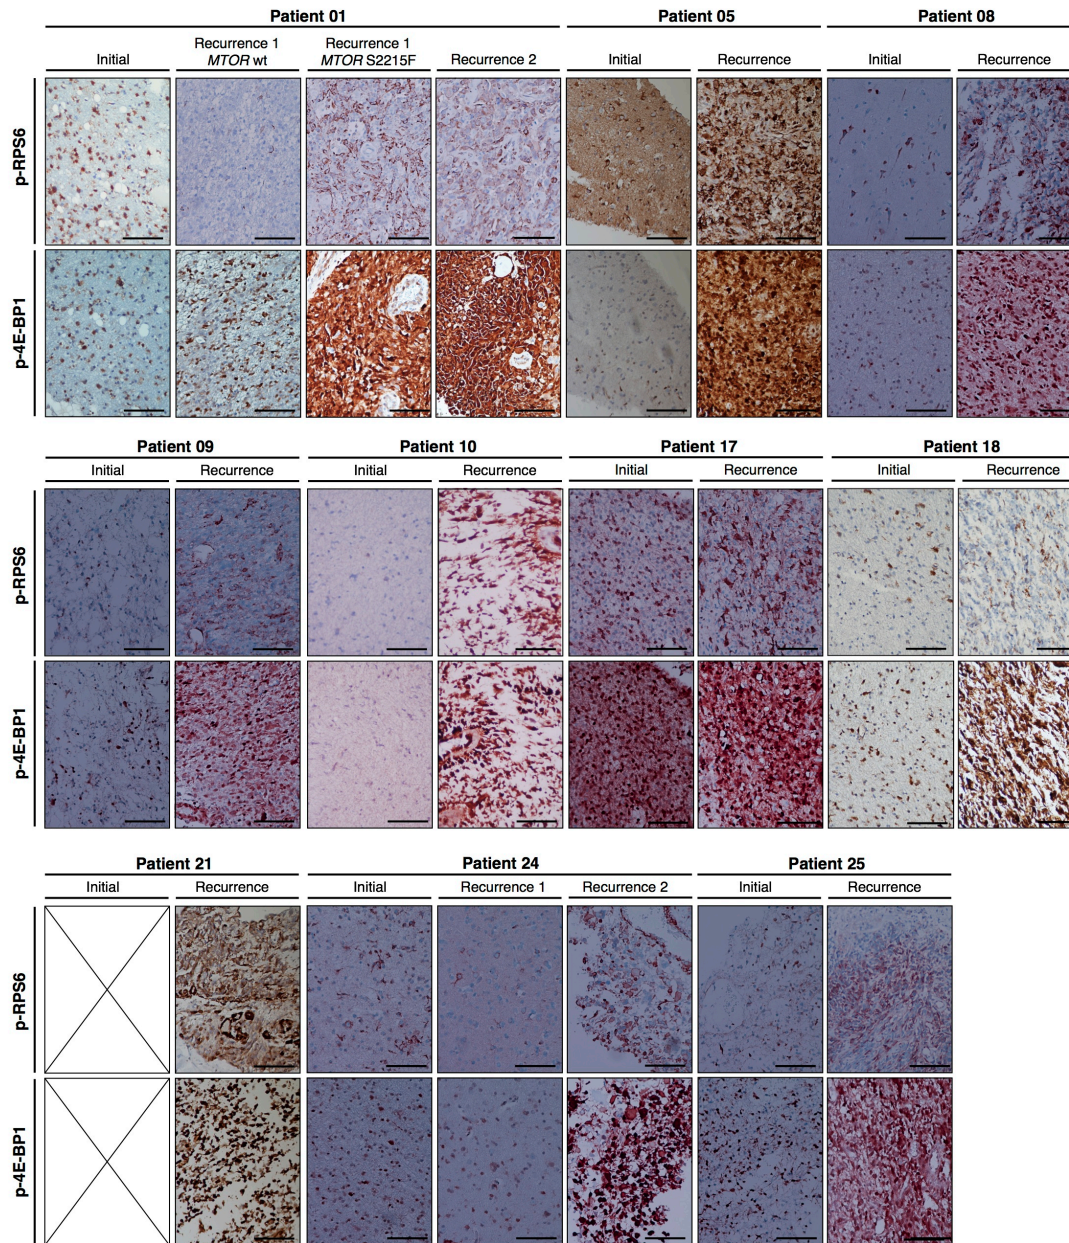 Patient 01 Patient 05 Patient 08
Initial Recurrence 1 MTOR wt Recurrence 1 MTOR S2215F Recurrence 2 Initial Recurrence Initial Recurrence
p-RPS6
p-4E-BP1
Patient 09 Patient 10 Patient 17 Patient 18
Initial Recurrence Initial Recurrence Initial Recurrence Initial Recurrence
p-RPS6
p-4E-BP1
Patient 21 Patient 24 Patient 25
Initial Recurrence Initial Recurrence 1 Recurrence 2 Initial Recurrence
p-RPS6
p-4E-BP1